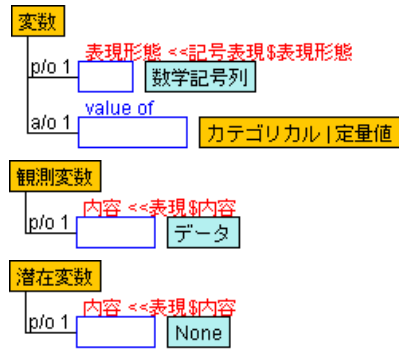 変数
表現形態 <<記号表現$表現形態
p/o 1
数学記号列
value of
a/o 1
カテゴリカル | 定量値
観測変数
内容 <<表現$内容
p/o 1
データ
潜在変数
内容 <<表現$内容
p/o 1
None